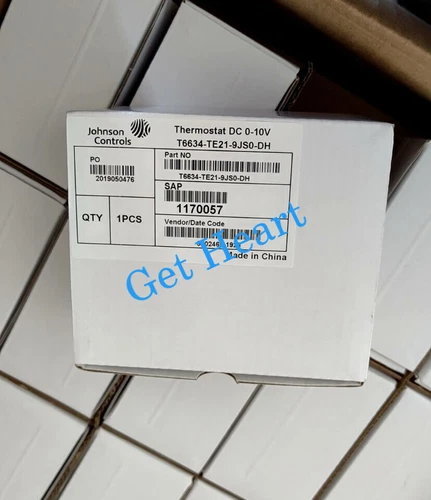 Johnson
Controls
Thermostat DC 0-10V
T6634-TE21-9JS0-DH
PO
2019050476
Part NO
T6634-TE21-9JS0-DH
SAP
1170057
QTY
1PCS
Vendor/Date Code
Made in China
Get Heart